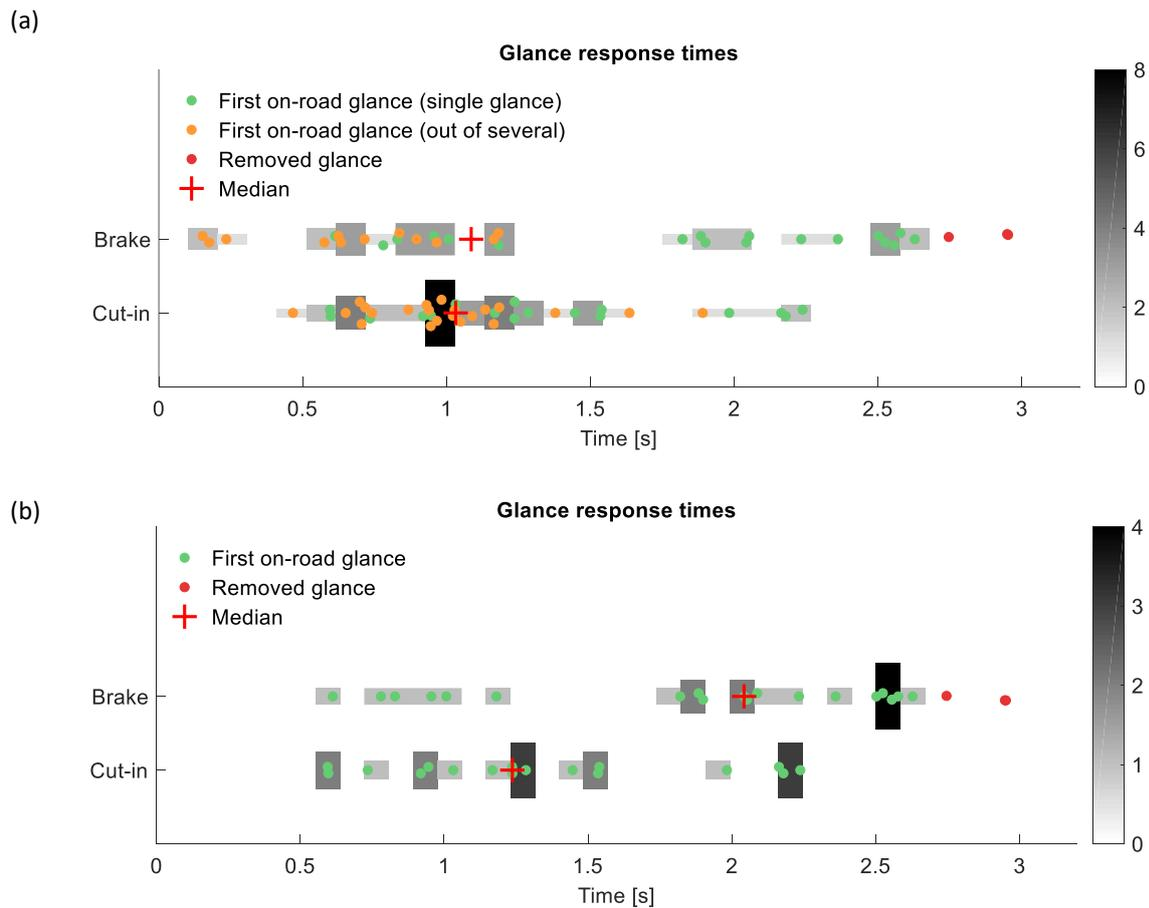 (a)
Glance response times
First on-road glance (single glance)
First on-road glance (out of several)
Removed glance
Median
Brake
Cut-in
0 0.5 1 1.5 2 2.5 3
Time [s]
8
6
4
2
0
(b)
Glance response times
First on-road glance
Removed glance
Median
Brake
Cut-in
0 0.5 1 1.5 2 2.5 3
Time [s]
4
3
2
1
0